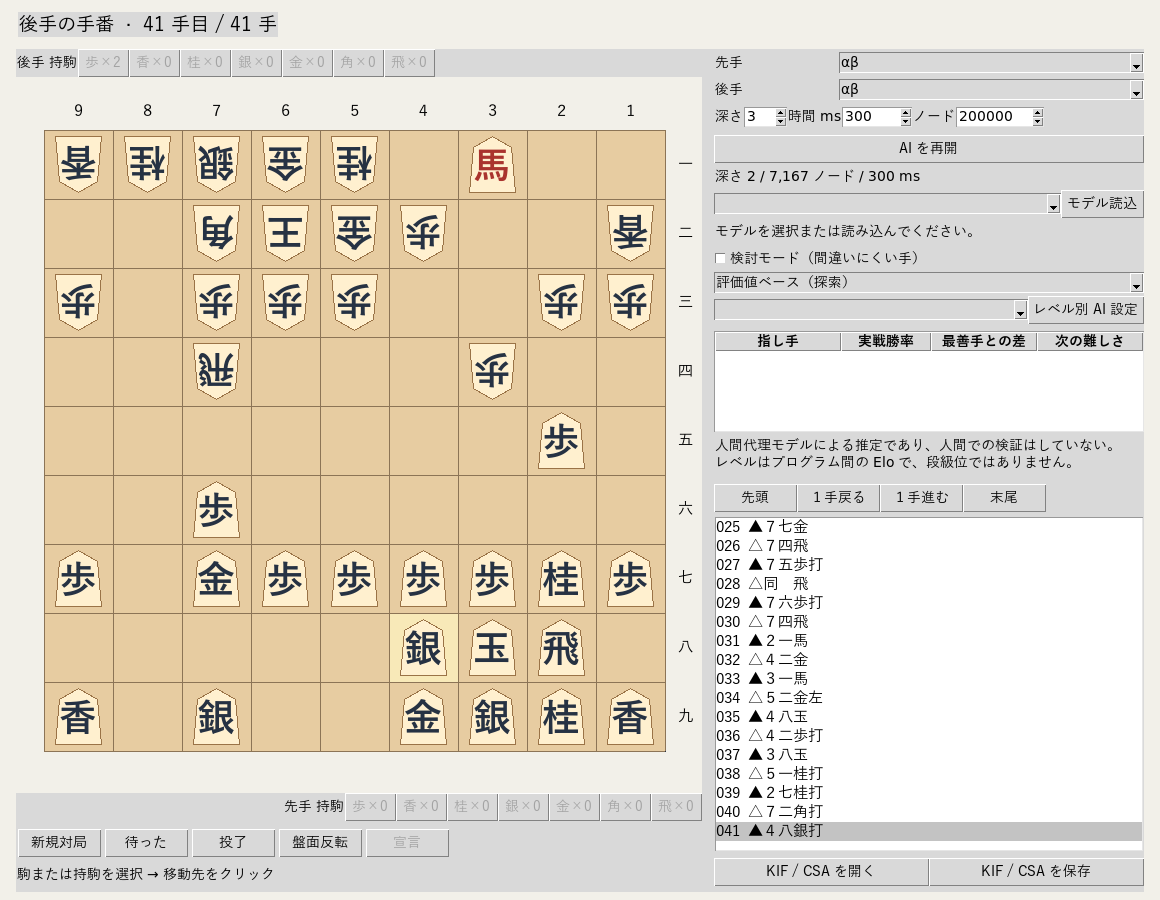 後手の手番 · 41 手目 / 41 手
後手 持駒 歩×2 香×0 桂×0 銀×0 金×0 角×0 飛×0
9 8 7 6 5 4 3 2 1
香 桂 銀 金 桂 馬 一
角 王 金 歩 香 二
歩 歩 歩 歩 歩 歩 三
飛 歩 四
歩 五
歩 六
歩 金 歩 歩 歩 歩 桂 歩 七
銀 玉 飛 八
香 銀 金 銀 桂 香 九
先手 持駒 歩×0 香×0 桂×0 銀×0 金×0 角×0 飛×0
新規対局 待った 投了 盤面反転 宣言
駒または持駒を選択 → 移動先をクリック
先手 αβ
後手 αβ
深さ 3 時間 ms 300 ノード 200000
AI を再開
深さ 2 / 7,167 ノード / 300 ms
モデル読込
モデルを選択または読み込んでください。
検討モード（間違いにくい手）
評価値ベース（探索）
レベル別 AI 設定
指し手 実戦勝率 最善手との差 次の難しさ
人間代理モデルによる推定であり、人間での検証はしていない。
レベルはプログラム間の Elo で、段級位ではありません。
先頭 1 手戻る 1 手進む 末尾
025 ▲７七金
026 △７四飛
027 ▲７五歩打
028 △同　飛
029 ▲７六歩打
030 △７四飛
031 ▲２一馬
032 △４二金
033 ▲３一馬
034 △５二金左
035 ▲４八玉
036 △４二歩打
037 ▲３八玉
038 △５一桂打
039 ▲２七桂打
040 △７二角打
041 ▲４八銀打
KIF / CSA を開く KIF / CSA を保存